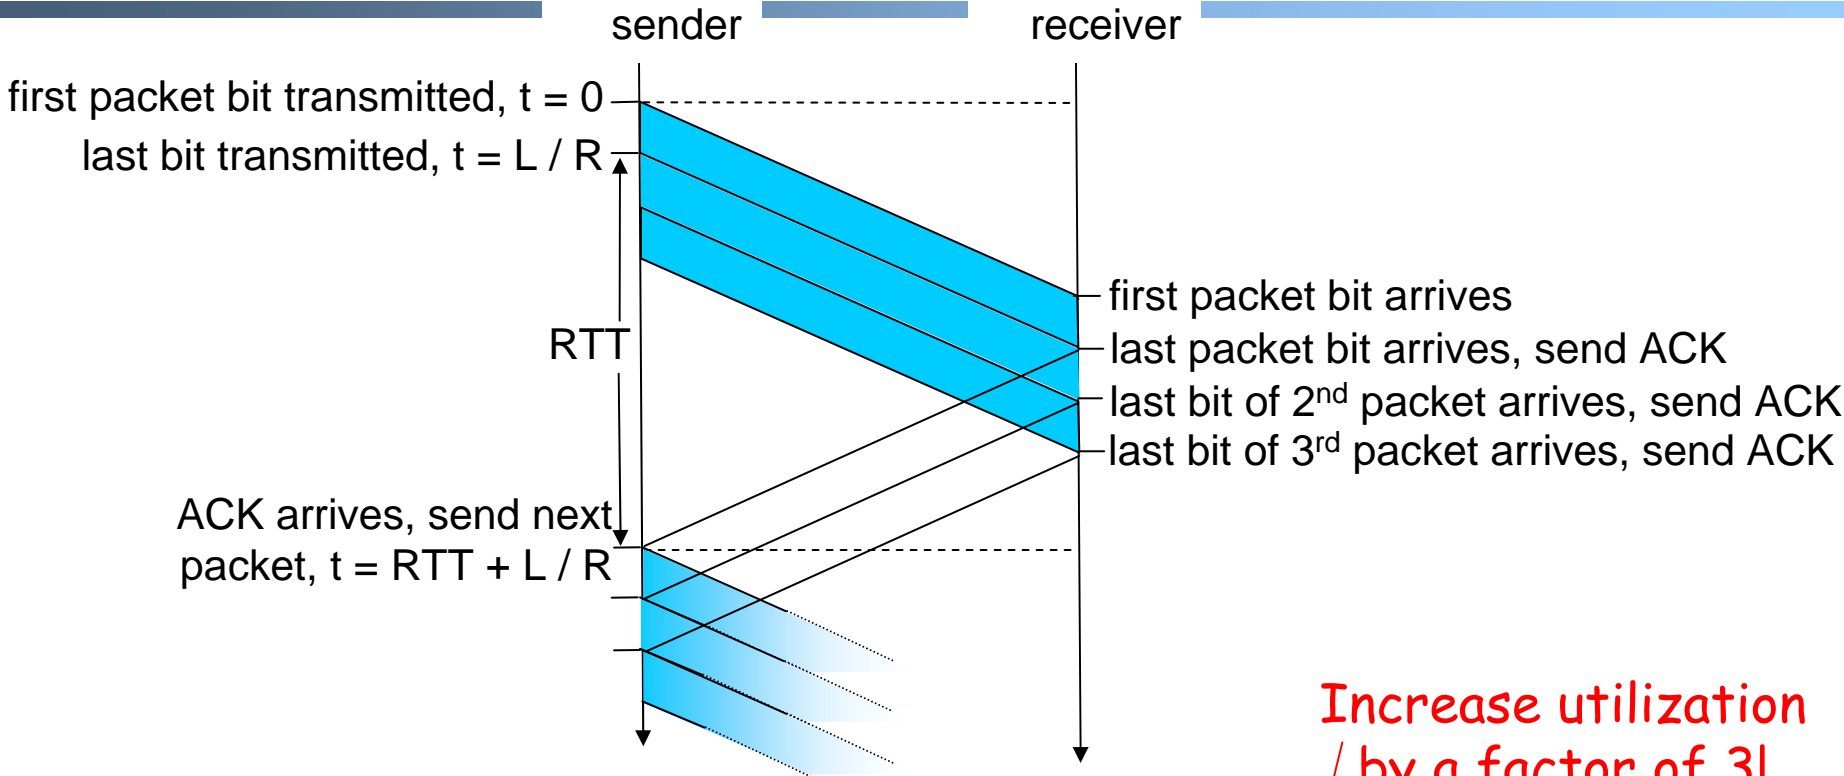 sender
receiver
first packet bit transmitted, t = 0
last bit transmitted, t = L / R
first packet bit arrives
RTT
last packet bit arrives, send ACK
last bit of 2nd packet arrives, send ACK
last bit of 3rd packet arrives, send ACK
ACK arrives, send next
packet, t = RTT + L / R
Increase utilization
by a factor of 3!